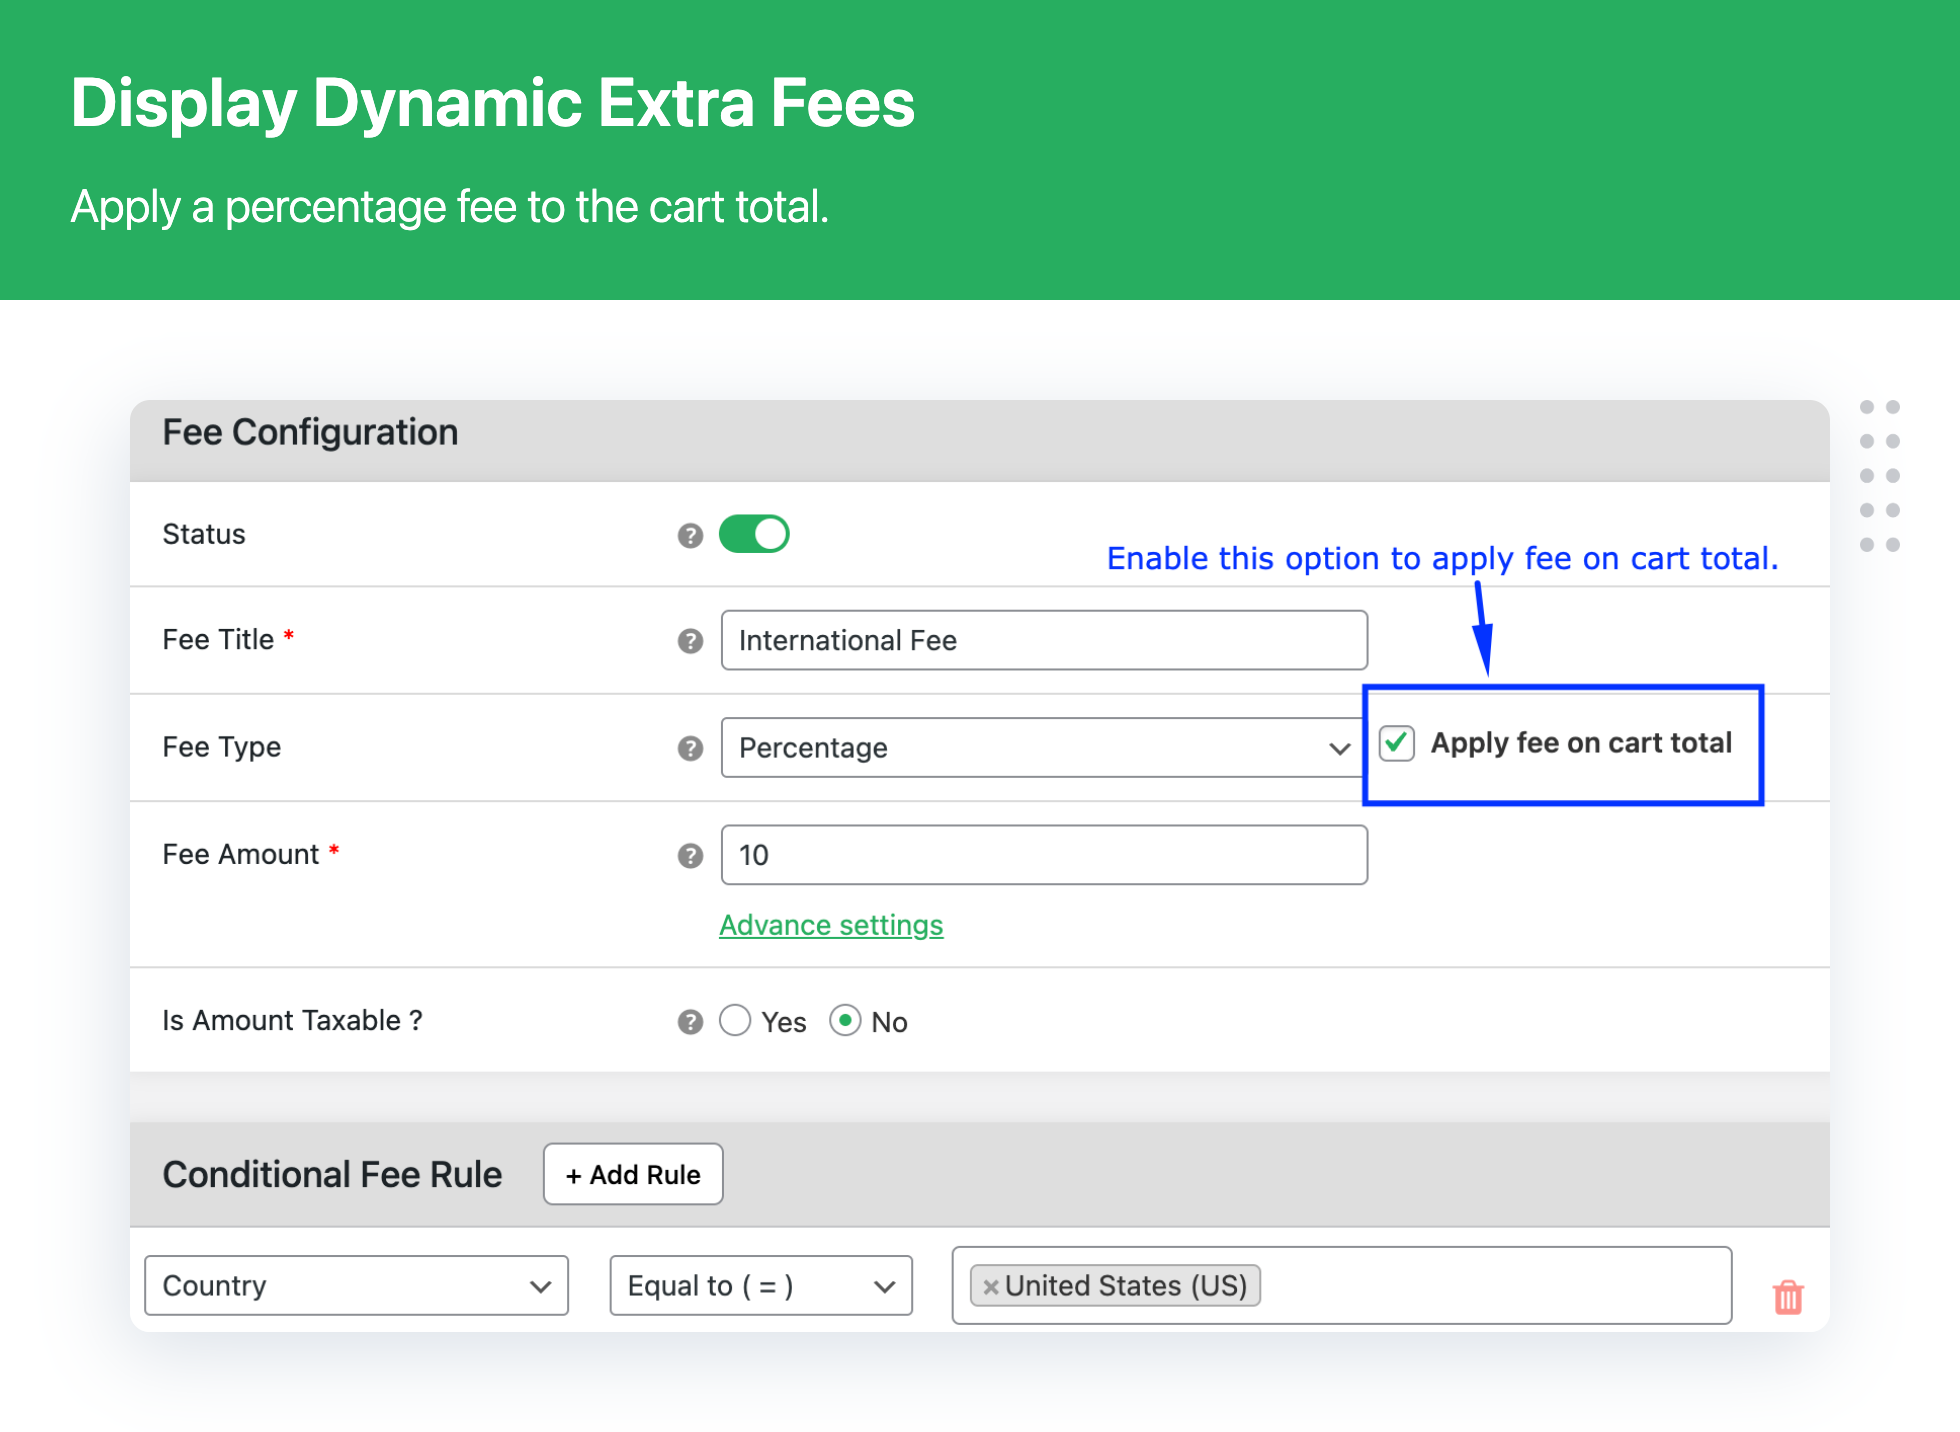 Display Dynamic Extra Fees
Apply a percentage fee to the cart total.
Fee Configuration
Status ?
Enable this option to apply fee on cart total.
Fee Title * ? International Fee
Fee Type ? Percentage Apply fee on cart total
Fee Amount * ? 10
Advance settings
Is Amount Taxable ? ? Yes No
Conditional Fee Rule + Add Rule
Country Equal to ( = ) × United States (US)